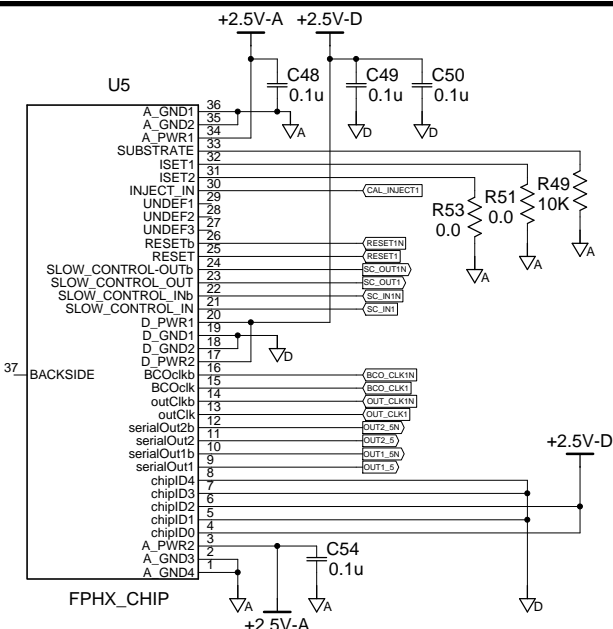 +2.5V-A +2.5V-D
U5
C48
0.1u
C49
0.1u
C50
0.1u
A
D
D
A_GND1 36
A_GND2 35
A_PWR1 34
SUBSTRATE 33
ISET1 32
ISET2 31
INJECT_IN 30 CAL_INJECT1
UNDEF1 29
UNDEF2 28
UNDEF3 27
RESETb 26 RESET1N
RESET 25 RESET1
SLOW_CONTROL-OUTb 24 SC_OUT1N
SLOW_CONTROL_OUT 23 SC_OUT1
SLOW_CONTROL_INb 22 SC_IN1N
SLOW_CONTROL_IN 21 SC_IN1
R53
0.0
R51
0.0
R49
10K
A
A
A
D_PWR1 20
D_GND1 19
D_GND2 18
D_PWR2 17
D
37 BACKSIDE
BCOclkb 16 BCO_CLK1N
BCOclk 15 BCO_CLK1
outClkb 14 OUT_CLK1N
outClk 13 OUT_CLK1
serialOut2b 12 OUT2_5N
serialOut2 11 OUT2_5
serialOut1b 10 OUT1_5N
serialOut1 9 OUT1_5
+2.5V-D
chipID4 8
chipID3 7
chipID2 6
chipID1 5
chipID0 4
A_PWR2 3
A_GND3 2
A_GND4 1
C54
0.1u
FPHX_CHIP
A
A
D
+2.5V-A